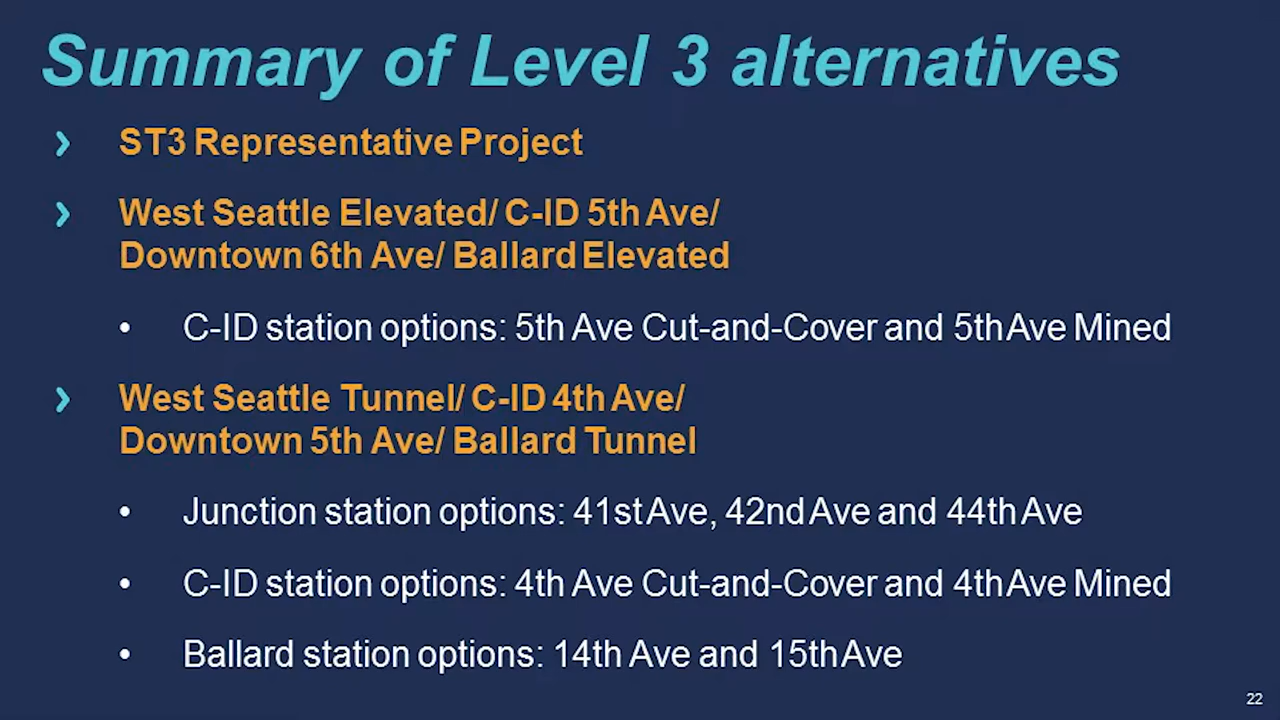 Summary of Level 3 alternatives
› ST3 Representative Project
› West Seattle Elevated/ C-ID 5th Ave/
Downtown 6th Ave/ Ballard Elevated
• C-ID station options: 5th Ave Cut-and-Cover and 5th Ave Mined
› West Seattle Tunnel/ C-ID 4th Ave/
Downtown 5th Ave/ Ballard Tunnel
• Junction station options: 41st Ave, 42nd Ave and 44th Ave
• C-ID station options: 4th Ave Cut-and-Cover and 4th Ave Mined
• Ballard station options: 14th Ave and 15th Ave
22